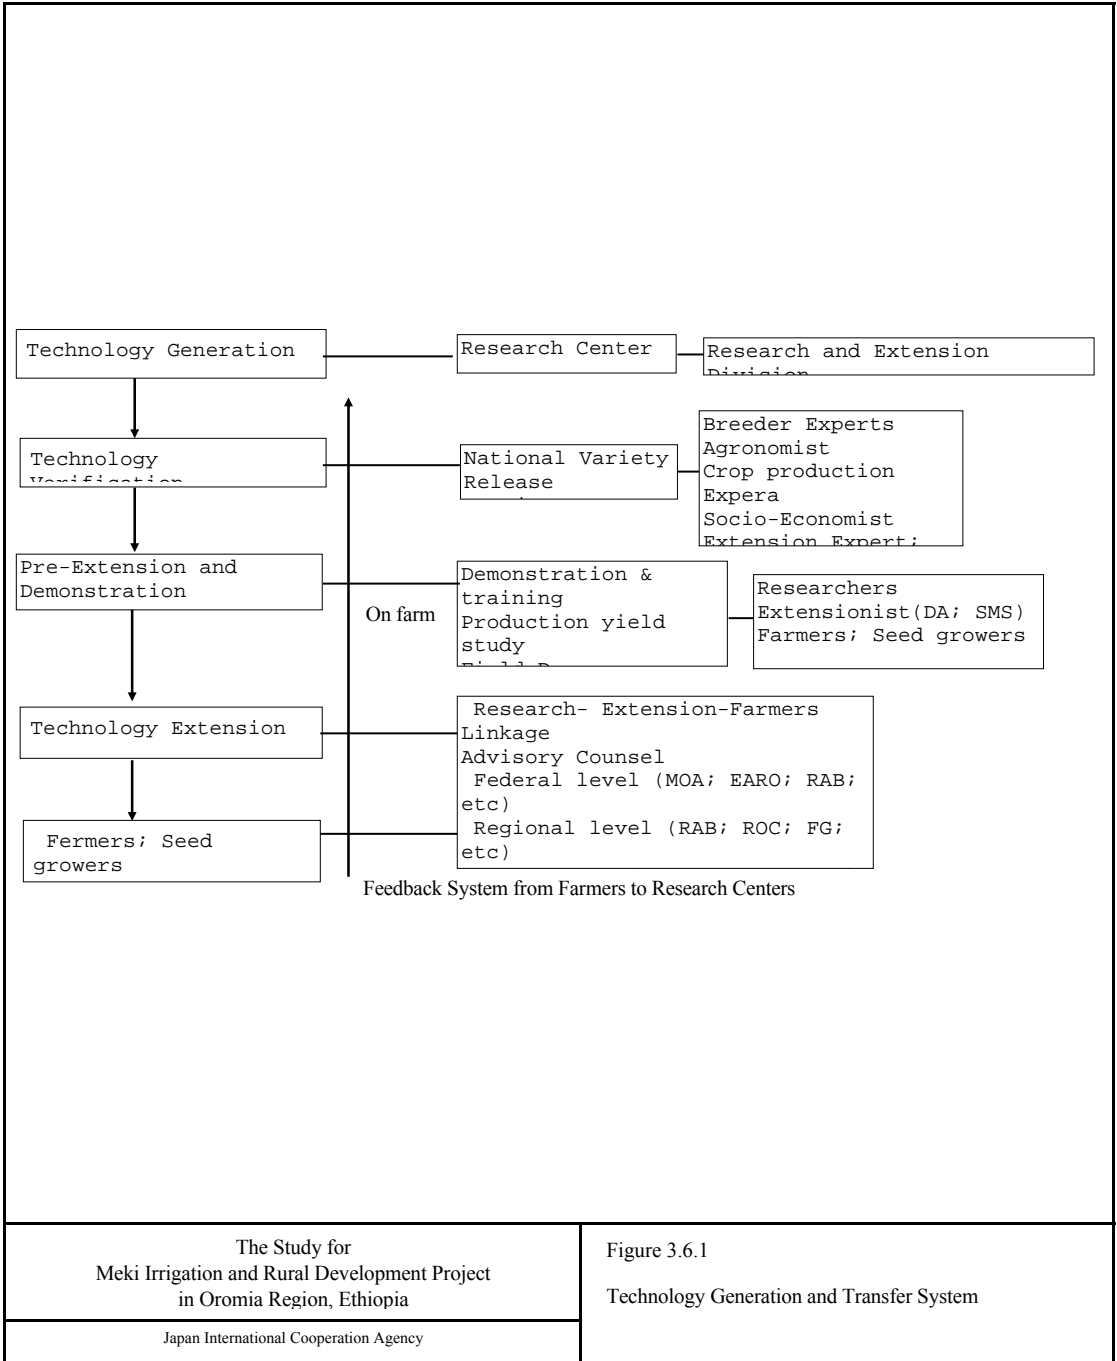 Technology Generation
Research Center
Research and Extension
Division
Technology
Verification
National Variety
Release
Breeder Experts
Agronomist
Crop production
Expera
Socio-Economist
Extension Expert;
Pre-Extension and
Demonstration
On farm
Demonstration &
training
Production yield
study
Researchers
Extensionist(DA; SMS)
Farmers; Seed growers
Technology Extension
Research- Extension-Farmers
Linkage
Advisory Counsel
Federal level (MOA; EARO; RAB;
etc)
Regional level (RAB; ROC; FG;
etc)
Fermers; Seed
growers
Feedback System from Farmers to Research Centers
The Study for
Meki Irrigation and Rural Development Project
in Oromia Region, Ethiopia
Japan International Cooperation Agency
Figure 3.6.1
Technology Generation and Transfer System